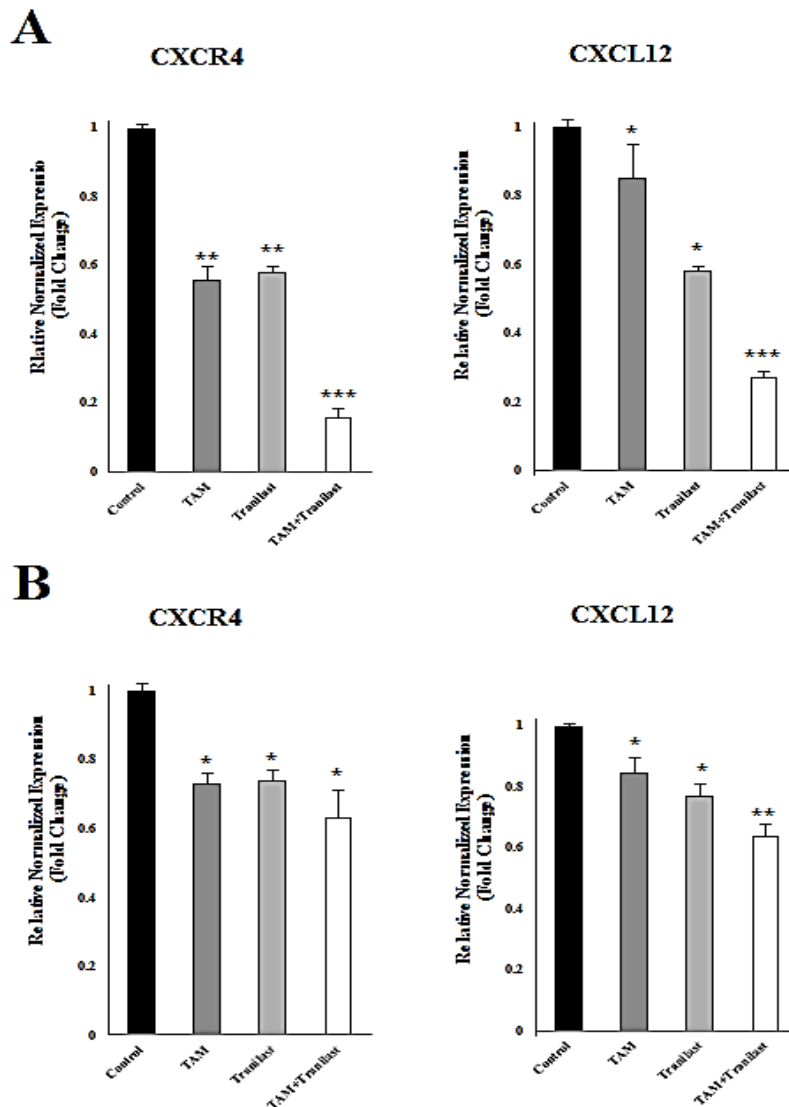 A
CXCR4
CXCL12
Rlative Normalized Expressio
(Fold Change)
1
0.8
0.6
0.4
0.2
0
**
**
***
Control
TAM
Tranilast
TAM+Tranilast
Relative Normalized Expression
(Fold Change)
1
0.8
0.6
0.4
0.2
0
*
*
***
Control
TAM
Tranilast
TAM+Tranilast
B
CXCR4
CXCL12
Relative Normalized Expression
(Fold Change)
1
0.8
0.6
0.4
0.2
0
*
*
*
Control
TAM
Tranilast
TAM+Tranilast
Relative Normalized Expression
(Fold Change)
1
0.8
0.6
0.4
0.2
0
*
*
**
Control
TAM
Tranilast
TAM+Tranilast